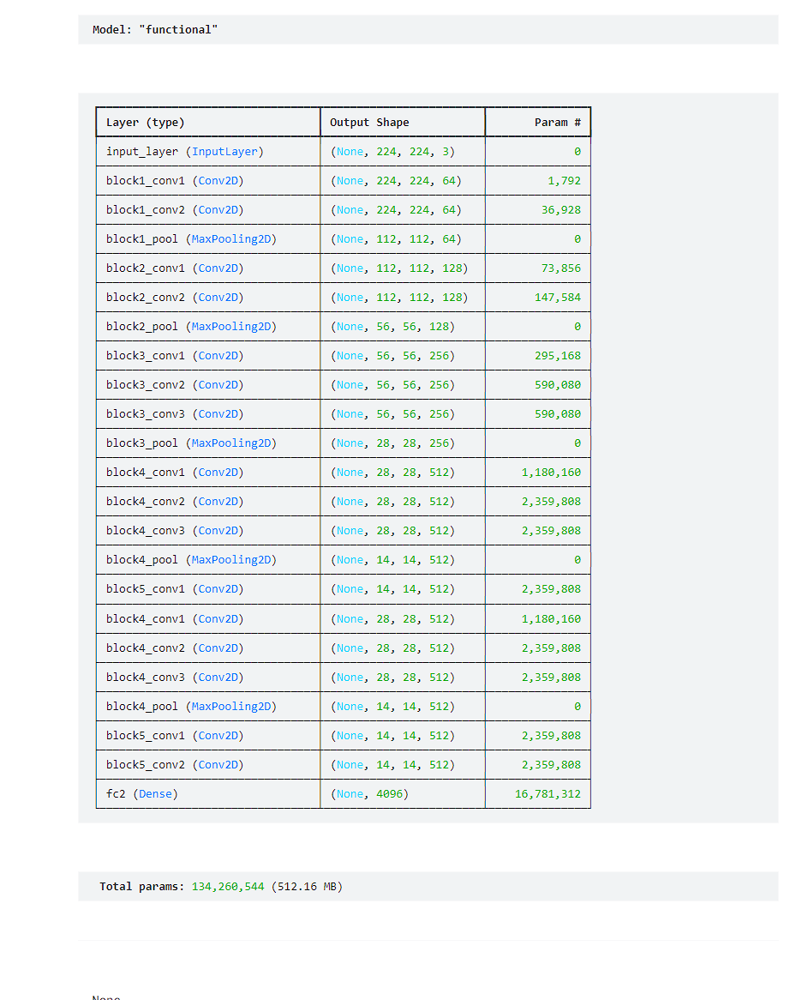 Model: "functional"
Layer (type) Output Shape Param #
input_layer (InputLayer) (None, 224, 224, 3) 0
block1_conv1 (Conv2D) (None, 224, 224, 64) 1,792
block1_conv2 (Conv2D) (None, 224, 224, 64) 36,928
block1_pool (MaxPooling2D) (None, 112, 112, 64) 0
block2_conv1 (Conv2D) (None, 112, 112, 128) 73,856
block2_conv2 (Conv2D) (None, 112, 112, 128) 147,584
block2_pool (MaxPooling2D) (None, 56, 56, 128) 0
block3_conv1 (Conv2D) (None, 56, 56, 256) 295,168
block3_conv2 (Conv2D) (None, 56, 56, 256) 590,080
block3_conv3 (Conv2D) (None, 56, 56, 256) 590,080
block3_pool (MaxPooling2D) (None, 28, 28, 256) 0
block4_conv1 (Conv2D) (None, 28, 28, 512) 1,180,160
block4_conv2 (Conv2D) (None, 28, 28, 512) 2,359,808
block4_conv3 (Conv2D) (None, 28, 28, 512) 2,359,808
block4_pool (MaxPooling2D) (None, 14, 14, 512) 0
block5_conv1 (Conv2D) (None, 14, 14, 512) 2,359,808
block4_conv1 (Conv2D) (None, 28, 28, 512) 1,180,160
block4_conv2 (Conv2D) (None, 28, 28, 512) 2,359,808
block4_conv3 (Conv2D) (None, 28, 28, 512) 2,359,808
block4_pool (MaxPooling2D) (None, 14, 14, 512) 0
block5_conv1 (Conv2D) (None, 14, 14, 512) 2,359,808
block5_conv2 (Conv2D) (None, 14, 14, 512) 2,359,808
fc2 (Dense) (None, 4096) 16,781,312
Total params: 134,260,544 (512.16 MB)
None